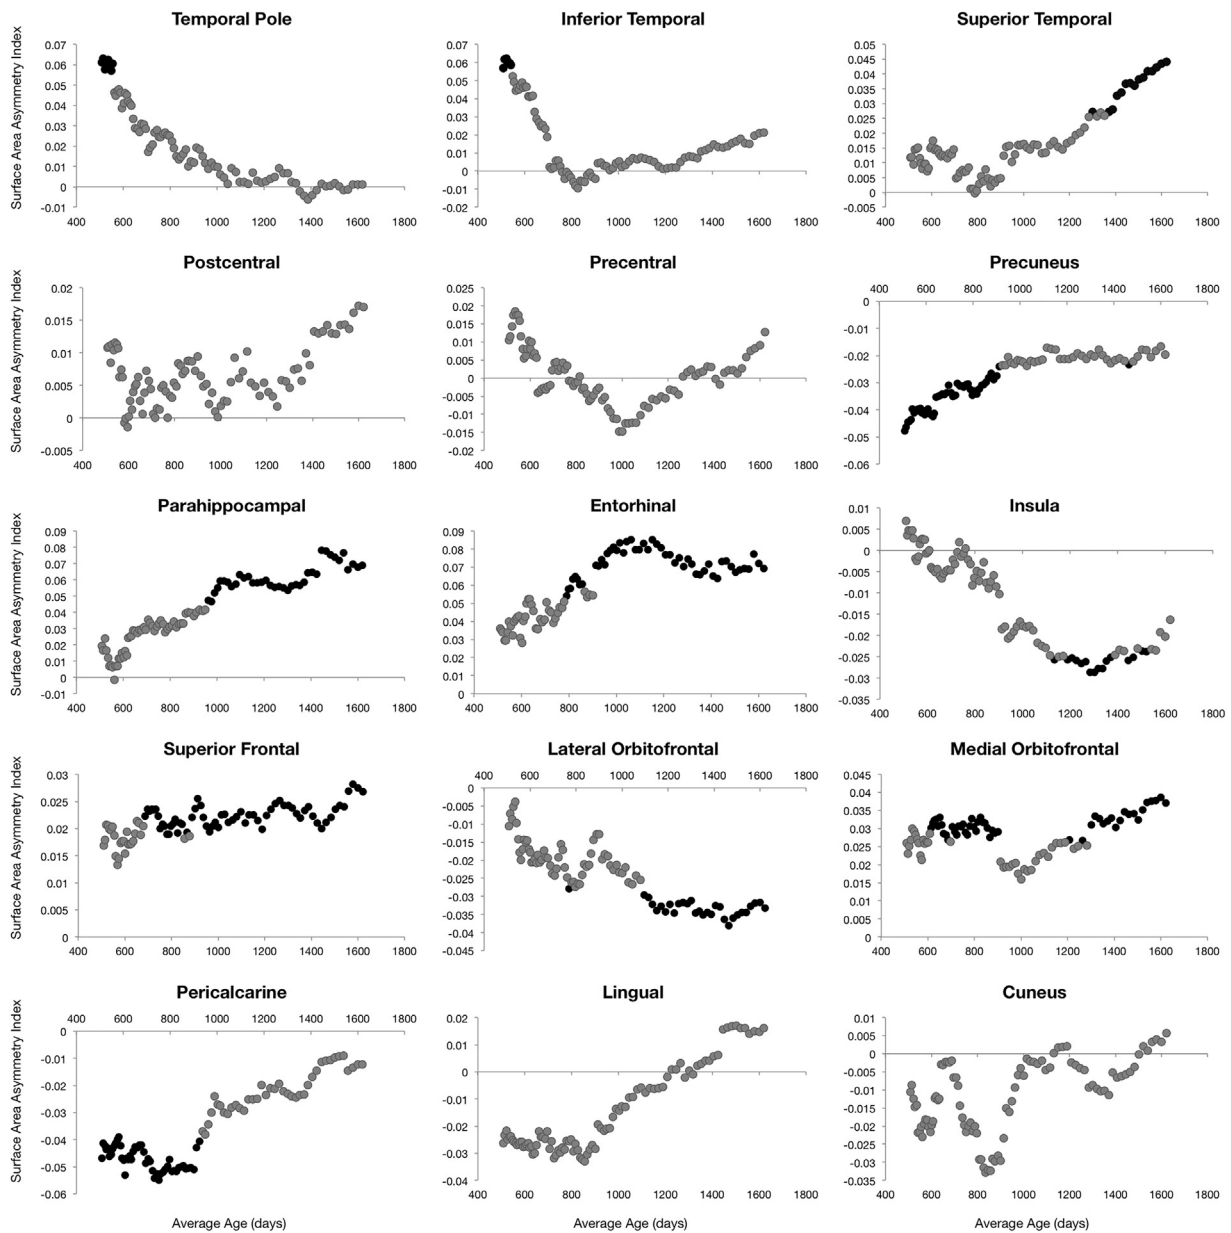 Temporal Pole Inferior Temporal Superior Temporal
Surface Area Asymmetry Index
0.07 0.07 0.05
0.06 0.06 0.045
0.05 0.05 0.04
0.04 0.04 0.035
0.03 0.03 0.03
0.02 0.02 0.025
0.01 0.01 0.02
0 0 0.015
-0.01 -0.01 0.01
-0.02 0.005
0
-0.005
400 600 800 1000 1200 1400 1600 1800 400 600 800 1000 1200 1400 1600 1800 400 600 800 1000 1200 1400 1600 1800
Postcentral Precentral Precuneus
Surface Area Asymmetry Index
400 600 800 1000 1200 1400 1600 1800
0.02 0.025 0
0.015 0.02 -0.01
0.01 0.015 -0.02
0.005 0.01 -0.03
0 0.005 -0.04
-0.005 0 -0.05
-0.005 -0.06
-0.01
-0.015
-0.02
400 600 800 1000 1200 1400 1600 1800 400 600 800 1000 1200 1400 1600 1800
Parahippocampal Entorhinal Insula
Surface Area Asymmetry Index
0.09 0.09 0.01
0.08 0.08 0.005
0.07 0.07 0
0.06 0.06 -0.005
0.05 0.05 -0.01
0.04 0.04 -0.015
0.03 0.03 -0.02
0.02 0.02 -0.025
0.01 0.01 -0.03
0 0 -0.035
-0.01
400 600 800 1000 1200 1400 1600 1800 400 600 800 1000 1200 1400 1600 1800 400 600 800 1000 1200 1400 1600 1800
Superior Frontal Lateral Orbitofrontal Medial Orbitofrontal
Surface Area Asymmetry Index
400 600 800 1000 1200 1400 1600 1800
0.03 0 0.045
0.025 -0.005 0.04
0.02 -0.01 0.035
0.015 -0.015 0.03
0.01 -0.02 0.025
0.005 -0.025 0.02
0 -0.03 0.015
-0.035 0.01
-0.04 0.005
-0.045 0
400 600 800 1000 1200 1400 1600 1800 400 600 800 1000 1200 1400 1600 1800
Pericalcarine Lingual Cuneus
Surface Area Asymmetry Index
400 600 800 1000 1200 1400 1600 1800
0 0.02 0.01
-0.01 0.01 0.005
-0.02 0 0
-0.03 -0.01 -0.005
-0.04 -0.02 -0.01
-0.05 -0.03 -0.015
-0.06 -0.04 -0.02
-0.025
-0.03
-0.035
400 600 800 1000 1200 1400 1600 1800 400 600 800 1000 1200 1400 1600 1800
Average Age (days) Average Age (days) Average Age (days)